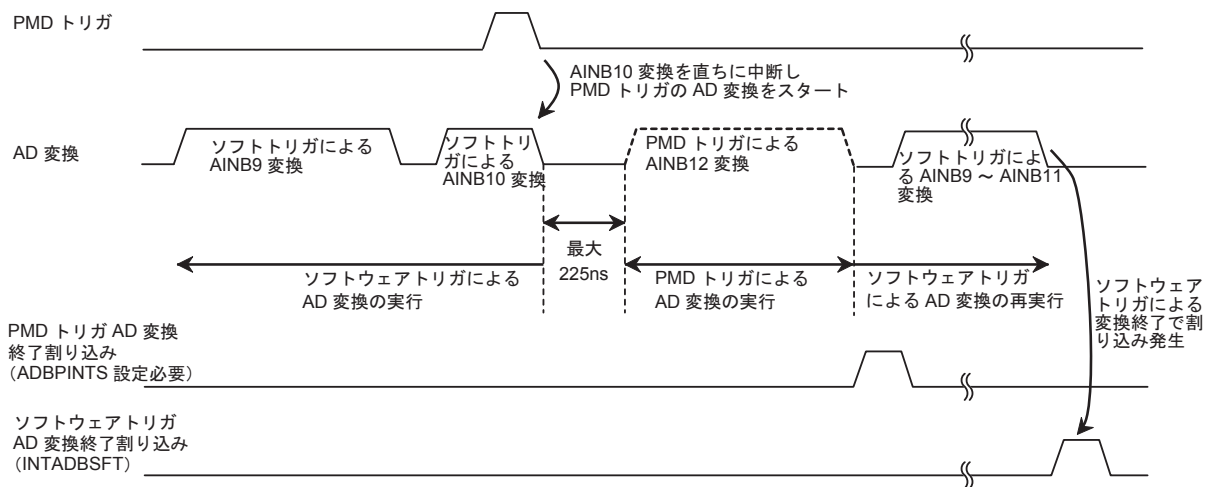 PMD トリガ
AINB10 変換を直ちに中断し
PMD トリガの AD 変換をスタート
AD 変換
ソフトトリガによる
AINB9 変換
ソフトトリ
ガによる
AINB10 変換
PMD トリガによる
AINB12 変換
ソフトトリガによ
る AINB9 ～ AINB11
変換
最大
225ns
ソフトウェアトリガによる
AD 変換の実行
PMD トリガによる
AD 変換の実行
ソフトウェアトリガ
による AD 変換の再実行
ソフトウェア
トリガによる
変換終了で割
り込み発生
PMD トリガ AD 変換
終了割り込み
（ADBPINTS 設定必要）
ソフトウェアトリガ
AD 変換終了割り込み
（INTADBSFT）